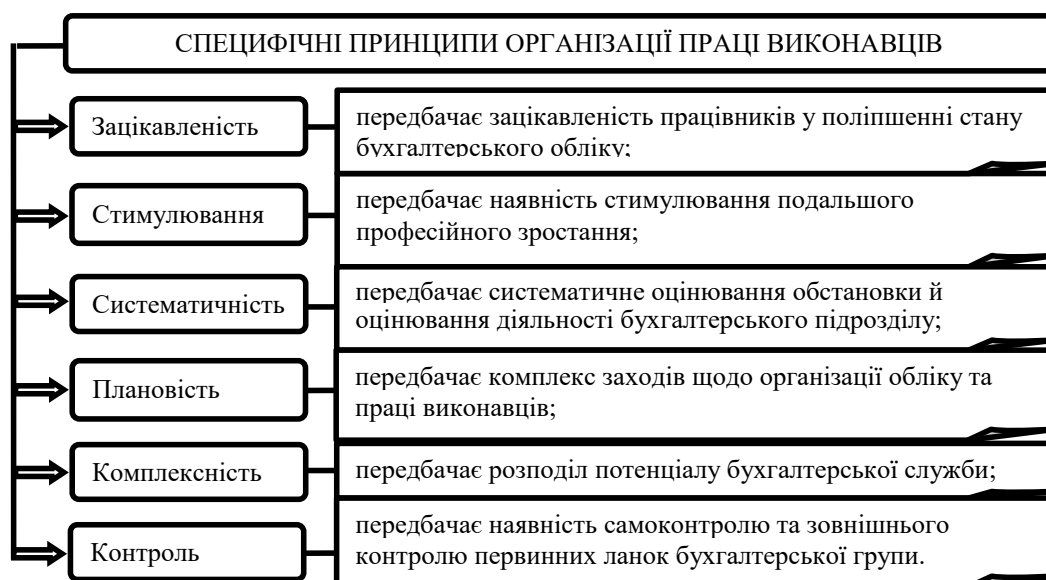 СПЕЦИФІЧНІ ПРИНЦИПИ ОРГАНІЗАЦІЇ ПРАЦІ ВИКОНАВЦІВ
Зацікавленість
передбачає зацікавленість працівників у поліпшенні стану
бухгалтерського обліку;
Стимулювання
передбачає наявність стимулювання подальшого
професійного зростання;
Систематичність
передбачає систематичне оцінювання обстановки й
оцінювання діяльності бухгалтерського підрозділу;
Плановість
передбачає комплекс заходів щодо організації обліку та
праці виконавців;
Комплексність
передбачає розподіл потенціалу бухгалтерської служби;
Контроль
передбачає наявність самоконтролю та зовнішнього
контролю первинних ланок бухгалтерської групи.